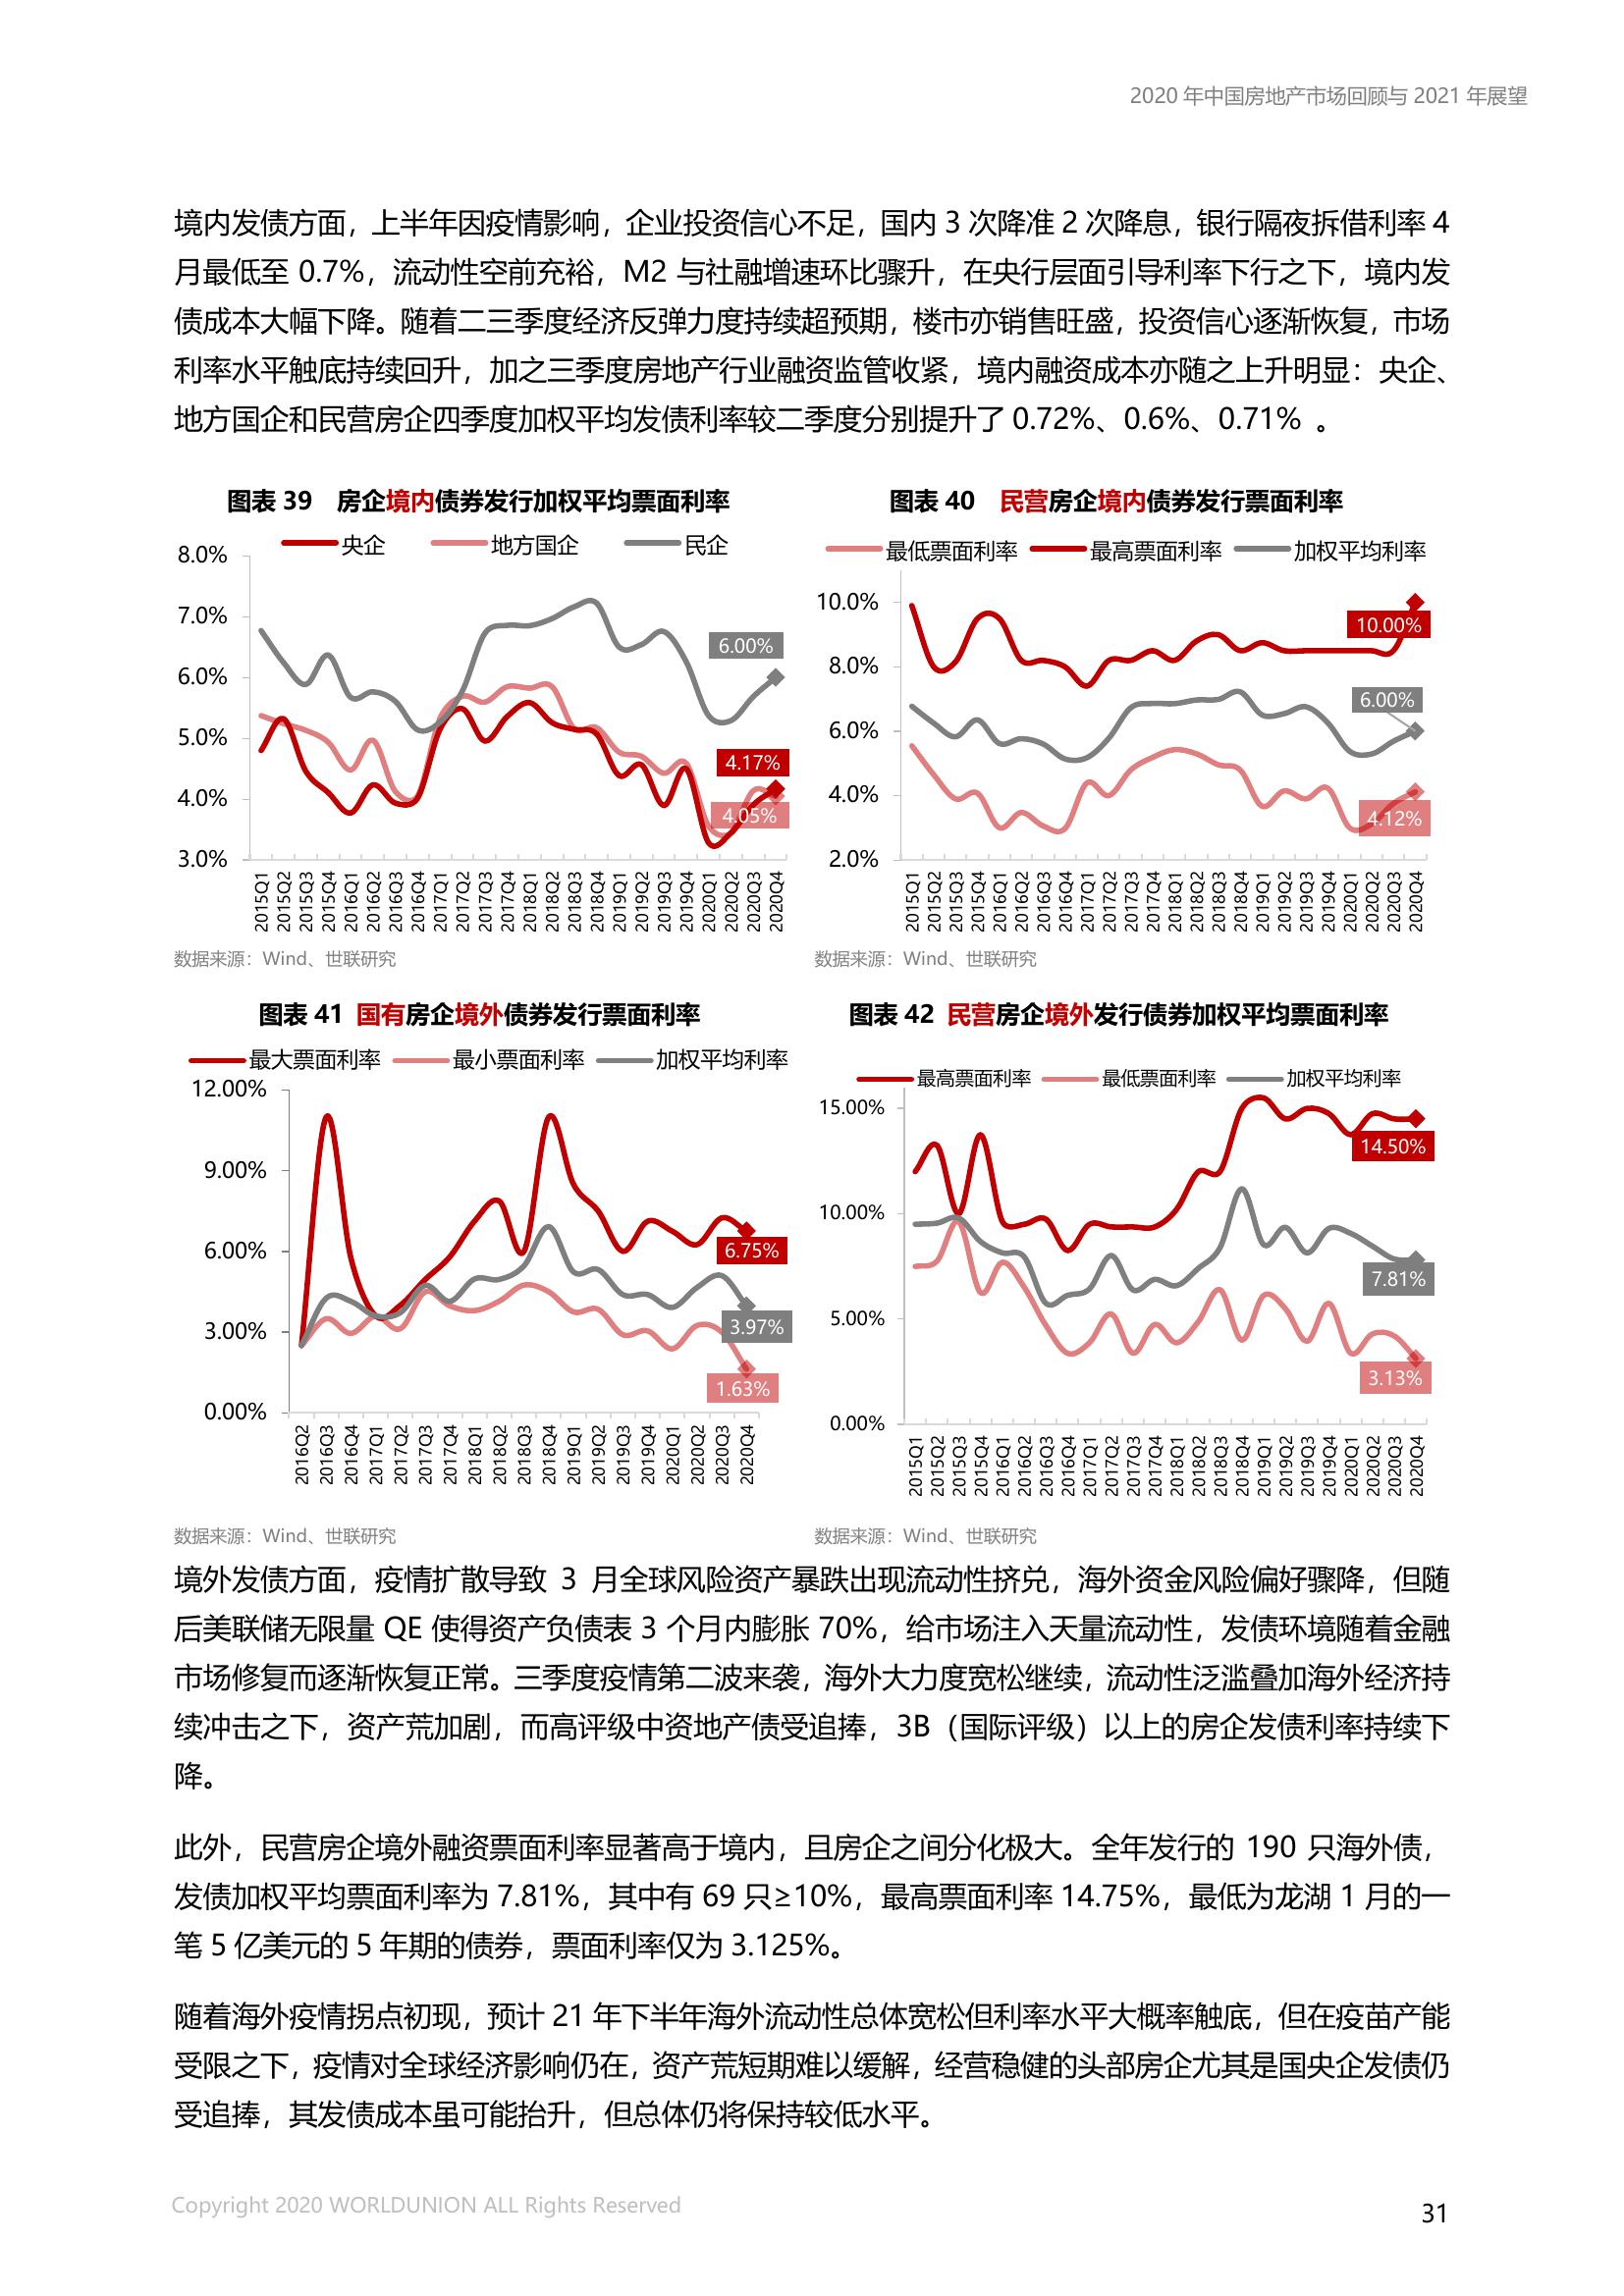 2020 年中国房地产市场回顾与 2021 年展望
境内发债方面，上半年因疫情影响，企业投资信心不足，国内 3 次降准 2 次降息，银行隔夜拆借利率 4
月最低至 0.7%，流动性空前充裕，M2 与社融增速环比骤升，在央行层面引导利率下行之下，境内发
债成本大幅下降。随着二三季度经济反弹力度持续超预期，楼市亦销售旺盛，投资信心逐渐恢复，市场
利率水平触底持续回升，加之三季度房地产行业融资监管收紧，境内融资成本亦随之上升明显：央企、
地方国企和民营房企四季度加权平均发债利率较二季度分别提升了 0.72%、0.6%、0.71% 。
图表 39 房企境内债券发行加权平均票面利率
央企 地方国企 民企
8.0%
7.0%
6.0%
5.0%
4.0%
3.0%
6.00%
4.17%
4.05%
2015Q1 2015Q2 2015Q3 2015Q4 2016Q1 2016Q2 2016Q3 2016Q4 2017Q1 2017Q2 2017Q3 2017Q4 2018Q1 2018Q2 2018Q3 2018Q4 2019Q1 2019Q2 2019Q3 2019Q4 2020Q1 2020Q2 2020Q3 2020Q4
数据来源：Wind、世联研究
图表 40 民营房企境内债券发行票面利率
最低票面利率 最高票面利率 加权平均利率
10.0%
8.0%
6.0%
4.0%
2.0%
10.00%
6.00%
4.12%
2015Q1 2015Q2 2015Q3 2015Q4 2016Q1 2016Q2 2016Q3 2016Q4 2017Q1 2017Q2 2017Q3 2017Q4 2018Q1 2018Q2 2018Q3 2018Q4 2019Q1 2019Q2 2019Q3 2019Q4 2020Q1 2020Q2 2020Q3 2020Q4
数据来源：Wind、世联研究
图表 41 国有房企境外债券发行票面利率
最大票面利率 最小票面利率 加权平均利率
12.00%
9.00%
6.00%
3.00%
0.00%
6.75%
3.97%
1.63%
2016Q2 2016Q3 2016Q4 2017Q1 2017Q2 2017Q3 2017Q4 2018Q1 2018Q2 2018Q3 2018Q4 2019Q1 2019Q2 2019Q3 2019Q4 2020Q1 2020Q2 2020Q3 2020Q4
数据来源：Wind、世联研究
图表 42 民营房企境外发行债券加权平均票面利率
最高票面利率 最低票面利率 加权平均利率
15.00%
10.00%
5.00%
0.00%
14.50%
7.81%
3.13%
2015Q1 2015Q2 2015Q3 2015Q4 2016Q1 2016Q2 2016Q3 2016Q4 2017Q1 2017Q2 2017Q3 2017Q4 2018Q1 2018Q2 2018Q3 2018Q4 2019Q1 2019Q2 2019Q3 2019Q4 2020Q1 2020Q2 2020Q3 2020Q4
数据来源：Wind、世联研究
境外发债方面，疫情扩散导致 3 月全球风险资产暴跌出现流动性挤兑，海外资金风险偏好骤降，但随
后美联储无限量 QE 使得资产负债表 3 个月内膨胀 70%，给市场注入天量流动性，发债环境随着金融
市场修复而逐渐恢复正常。三季度疫情第二波来袭，海外大力度宽松继续，流动性泛滥叠加海外经济持
续冲击之下，资产荒加剧，而高评级中资地产债受追捧，3B（国际评级）以上的房企发债利率持续下
降。
此外，民营房企境外融资票面利率显著高于境内，且房企之间分化极大。全年发行的 190 只海外债，
发债加权平均票面利率为 7.81%，其中有 69 只≥10%，最高票面利率 14.75%，最低为龙湖 1 月的一
笔 5 亿美元的 5 年期的债券，票面利率仅为 3.125%。
随着海外疫情拐点初现，预计 21 年下半年海外流动性总体宽松但利率水平大概率触底，但在疫苗产能
受限之下，疫情对全球经济影响仍在，资产荒短期难以缓解，经营稳健的头部房企尤其是国央企发债仍
受追捧，其发债成本虽可能抬升，但总体仍将保持较低水平。
Copyright 2020 WORLDUNION ALL Rights Reserved
31